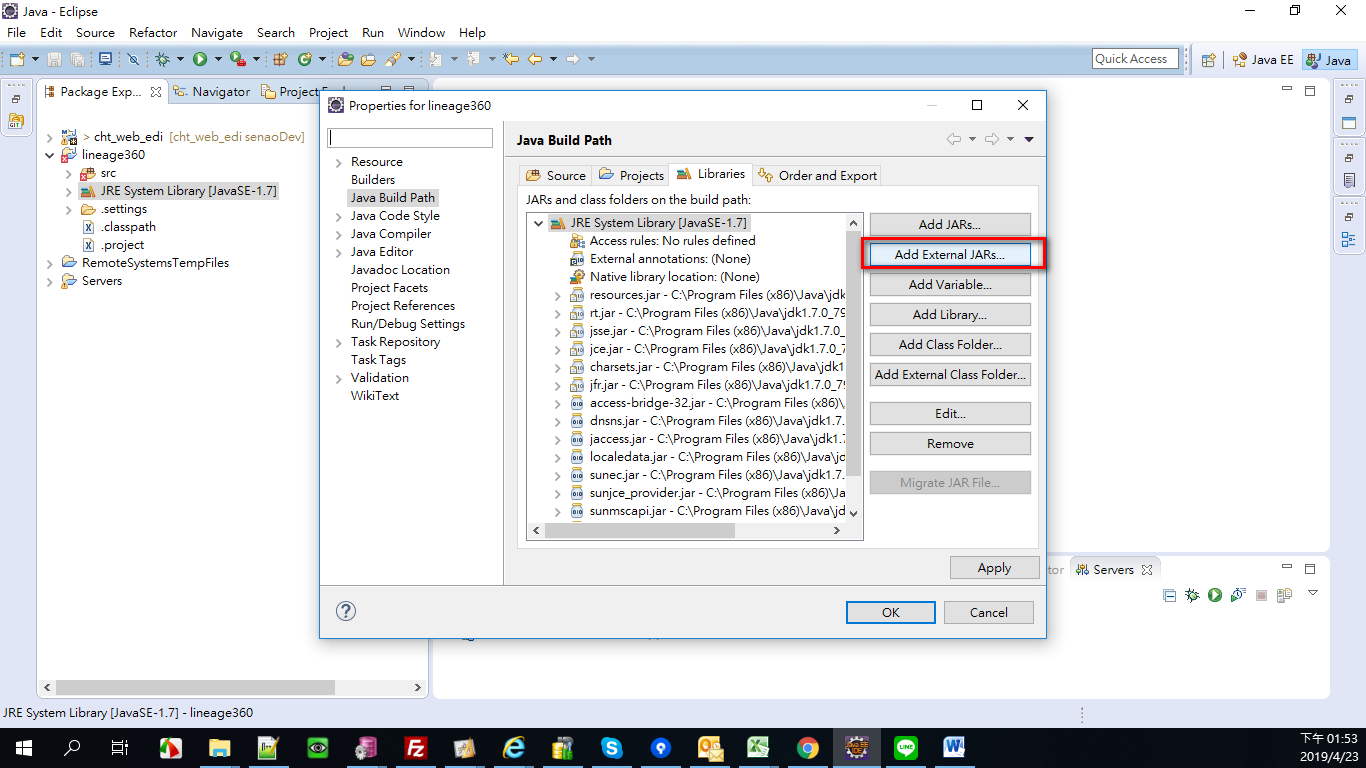 Java - Eclipse
File Edit Source Refactor Navigate Search Project Run Window Help
Quick Access
Java EE
Java
Package Exp...
Navigator
GIT
> cht_web_edi [cht_web_edi senaoDev]
lineage360
src
JRE System Library [JavaSE-1.7]
.settings
.classpath
.project
RemoteSystemsTempFiles
Servers
Properties for lineage360
Resource
Builders
Java Build Path
Java Code Style
Java Compiler
Java Editor
Javadoc Location
Project Facets
Project References
Run/Debug Settings
Task Repository
Task Tags
Validation
WikiText
Java Build Path
Source Projects Libraries Order and Export
JARs and class folders on the build path:
JRE System Library [JavaSE-1.7]
Access rules: No rules defined
External annotations: (None)
Native library location: (None)
resources.jar - C:\Program Files (x86)\Java\jdk
rt.jar - C:\Program Files (x86)\Java\jdk1.7.0_79
jsse.jar - C:\Program Files (x86)\Java\jdk1.7.0_
jce.jar - C:\Program Files (x86)\Java\jdk1.7.0_7
charsets.jar - C:\Program Files (x86)\Java\jdk1
jfr.jar - C:\Program Files (x86)\Java\jdk1.7.0_79
access-bridge-32.jar - C:\Program Files (x86)\
dnsns.jar - C:\Program Files (x86)\Java\jdk1.7.
jaccess.jar - C:\Program Files (x86)\Java\jdk1.7
localedata.jar - C:\Program Files (x86)\Java\jd
sunec.jar - C:\Program Files (x86)\Java\jdk1.7.
sunjce_provider.jar - C:\Program Files (x86)\Ja
sunmscapi.jar - C:\Program Files (x86)\Java\jd
Add JARs...
Add External JARs...
Add Variable...
Add Library...
Add Class Folder...
Add External Class Folder...
Edit...
Remove
Migrate JAR File...
Apply
OK
Cancel
tor
Servers
JRE System Library [JavaSE-1.7] - lineage360
下午 01:53
2019/4/23